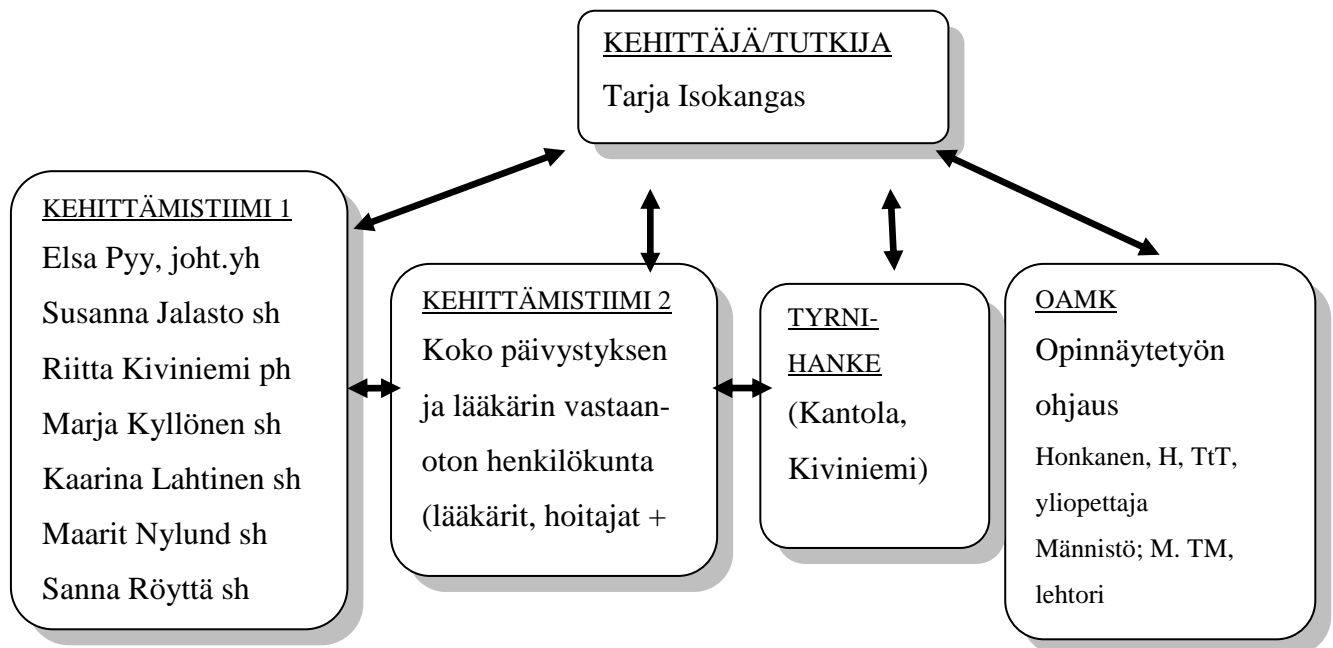 KEHITTÄJÄ/TUTKIJA
Tarja Isokangas
KEHITTÄMISTIIMI 1
Elsa Pyy, joht.yh
Susanna Jalasto sh
Riitta Kiviniemi ph
Marja Kyllönen sh
Kaarina Lahtinen sh
Maarit Nylund sh
Sanna Röyttä sh
KEHITTÄMISTIIMI 2
Koko päivystyksen
ja lääkärin vastaan-
oton henkilökunta
(lääkärit, hoitajat +
TYRNI-
HANKE
(Kantola,
Kiviniemi)
OAMK
Opinnäytetyön
ohjaus
Honkanen, H, TtT,
yliopettaja
Männistö; M. TM,
lehtori